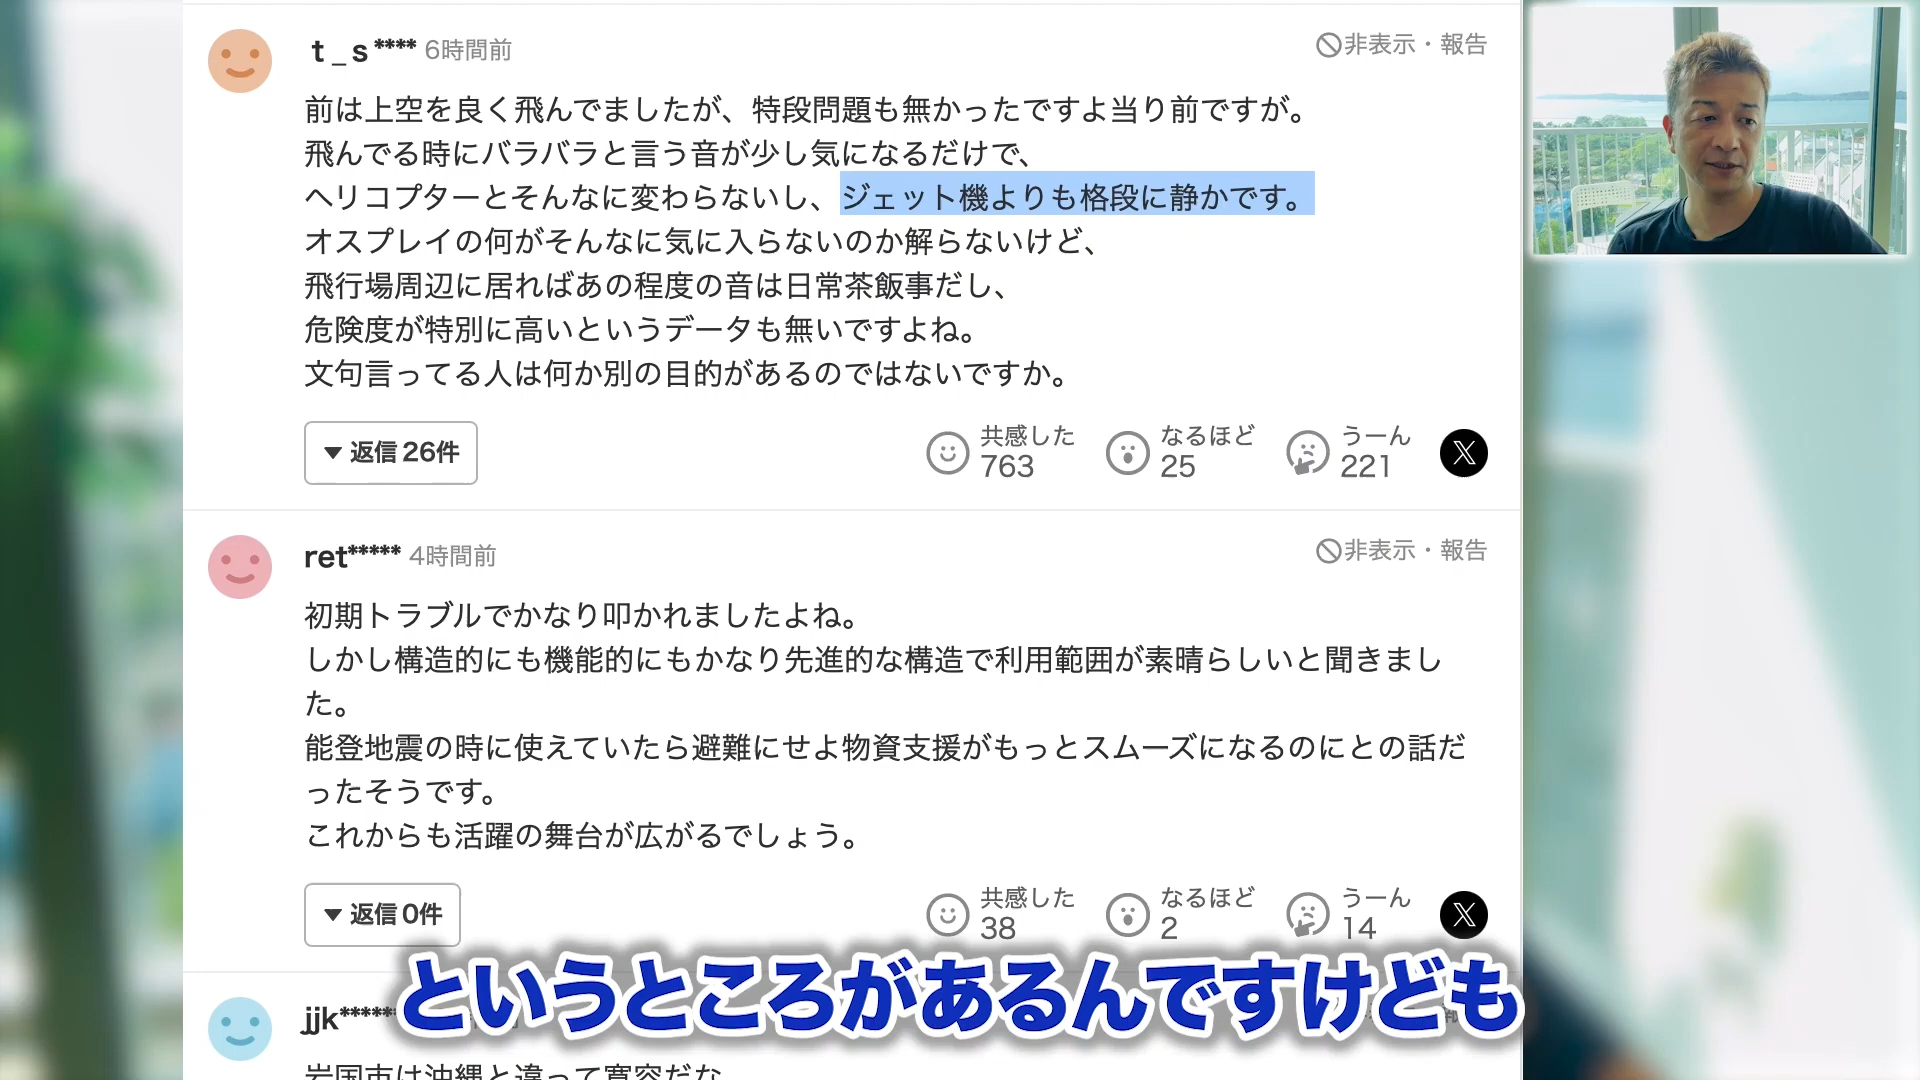 t_s**** 6時間前
非表示・報告
前は上空を良く飛んでましたが、特段問題も無かったですよ当り前ですが。
飛んでる時にバラバラと言う音が少し気になるだけで、
ヘリコプターとそんなに変わらないし、ジェット機よりも格段に静かです。
オスプレイの何がそんなに気に入らないのか解らないけど、
飛行場周辺に居ればあの程度の音は日常茶飯事だし、
危険度が特別に高いというデータも無いですよね。
文句言ってる人は何か別の目的があるのではないですか。
返信26件
共感した
763
なるほど
25
うーん
221
ret***** 4時間前
非表示・報告
初期トラブルでかなり叩かれましたよね。
しかし構造的にも機能的にもかなり先進的な構造で利用範囲が素晴らしいと聞きまし
た。
能登地震の時に使えていたら避難にせよ物資支援がもっとスムーズになるのにとの話だ
ったそうです。
これからも活躍の舞台が広がるでしょう。
返信0件
共感した
38
なるほど
2
うーん
14
jjk*****
というところがあるんですけども
岩国市は沖縄と違って寛容だな